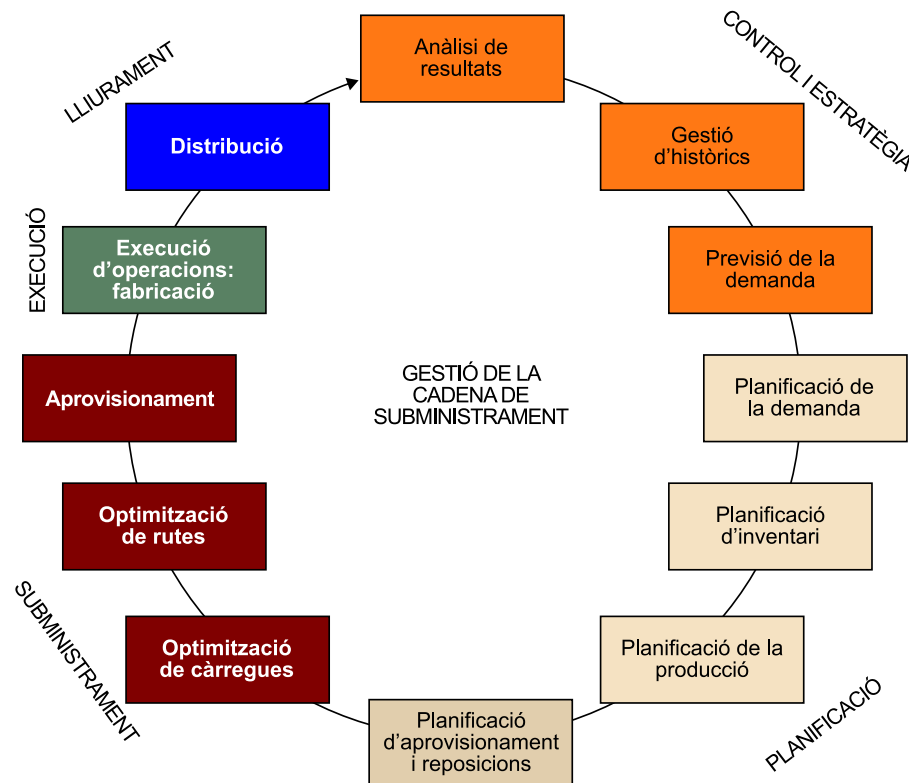 Anàlisi de
resultats
CONTROL I ESTRATÈGIA
Gestió
d’històrics
Previsió de la
demanda
Planificació de
la demanda
Planificació
d’inventari
Planificació de la
producció
PLANIFICACIÓ
Planificació
d’aprovisionament
i reposicions
Optimització
de càrregues
SUBMINISTRAMENT
Optimització
de rutes
Aprovisionament
Execució
d’operacions:
fabricació
EXECUCIÓ
Distribució
LLIURAMENT
GESTIÓ DE LA
CADENA DE
SUBMINISTRAMENT